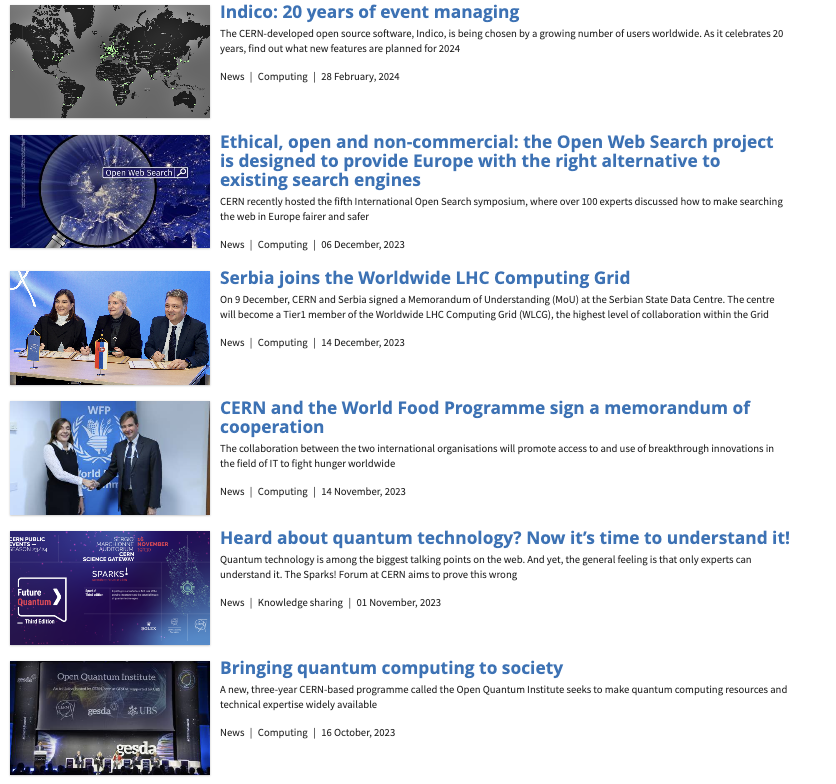 Indico: 20 years of event managing
The CERN-developed open source software, Indico, is being chosen by a growing number of users worldwide. As it celebrates 20
years, find out what new features are planned for 2024
News | Computing | 28 February, 2024
Open Web Search
Ethical, open and non-commercial: the Open Web Search project
is designed to provide Europe with the right alternative to
existing search engines
CERN recently hosted the fifth International Open Search symposium, where over 100 experts discussed how to make searching
the web in Europe fairer and safer
News | Computing | 06 December, 2023
Serbia joins the Worldwide LHC Computing Grid
On 9 December, CERN and Serbia signed a Memorandum of Understanding (MoU) at the Serbian State Data Centre. The centre
will become a Tier1 member of the Worldwide LHC Computing Grid (WLCG), the highest level of collaboration within the Grid
News | Computing | 14 December, 2023
WFP
CERN and the World Food Programme sign a memorandum of
cooperation
The collaboration between the two international organisations will promote access to and use of breakthrough innovations in
the field of IT to fight hunger worldwide
News | Computing | 14 November, 2023
CERN PUBLIC
EVENTS —
SEASON 23/24
SERGIO
MARCHIONNE
AUDITORIUM
CERN
SCIENCE GATEWAY
NOVEMBER
SPARKS!
Future
Quantum
Third Edition
Heard about quantum technology? Now it’s time to understand it!
Quantum technology is among the biggest talking points on the web. And yet, the general feeling is that only experts can
understand it. The Sparks! Forum at CERN aims to prove this wrong
News | Knowledge sharing | 01 November, 2023
Open Quantum Institute
gesda
UBS
gesda
Bringing quantum computing to society
A new, three-year CERN-based programme called the Open Quantum Institute seeks to make quantum computing resources and
technical expertise widely available
News | Computing | 16 October, 2023